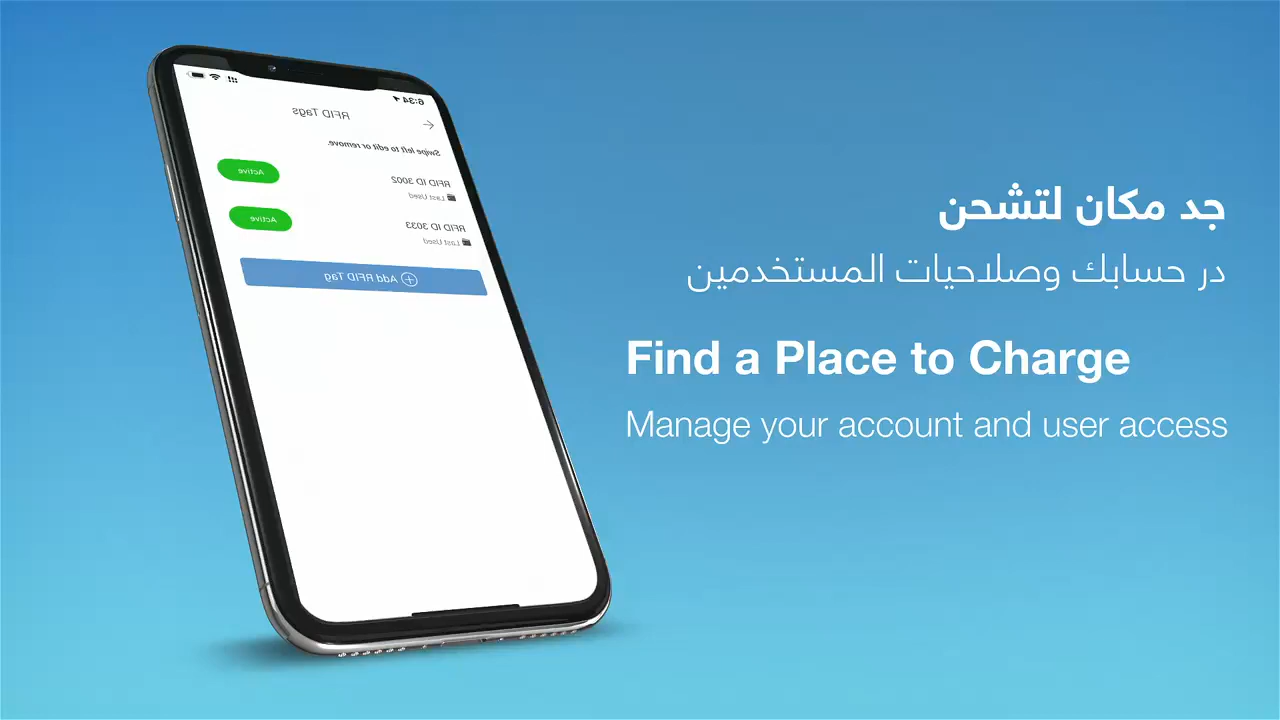 6:34
RFID Tags
Swipe left to edit or remove.
RFID ID 3002
Active
Last Used
RFID ID 3033
Active
Last Used
Add RFID Tag
جد مكان لتشحن
در حسابك وصلاحيات المستخدمين
Find a Place to Charge
Manage your account and user access